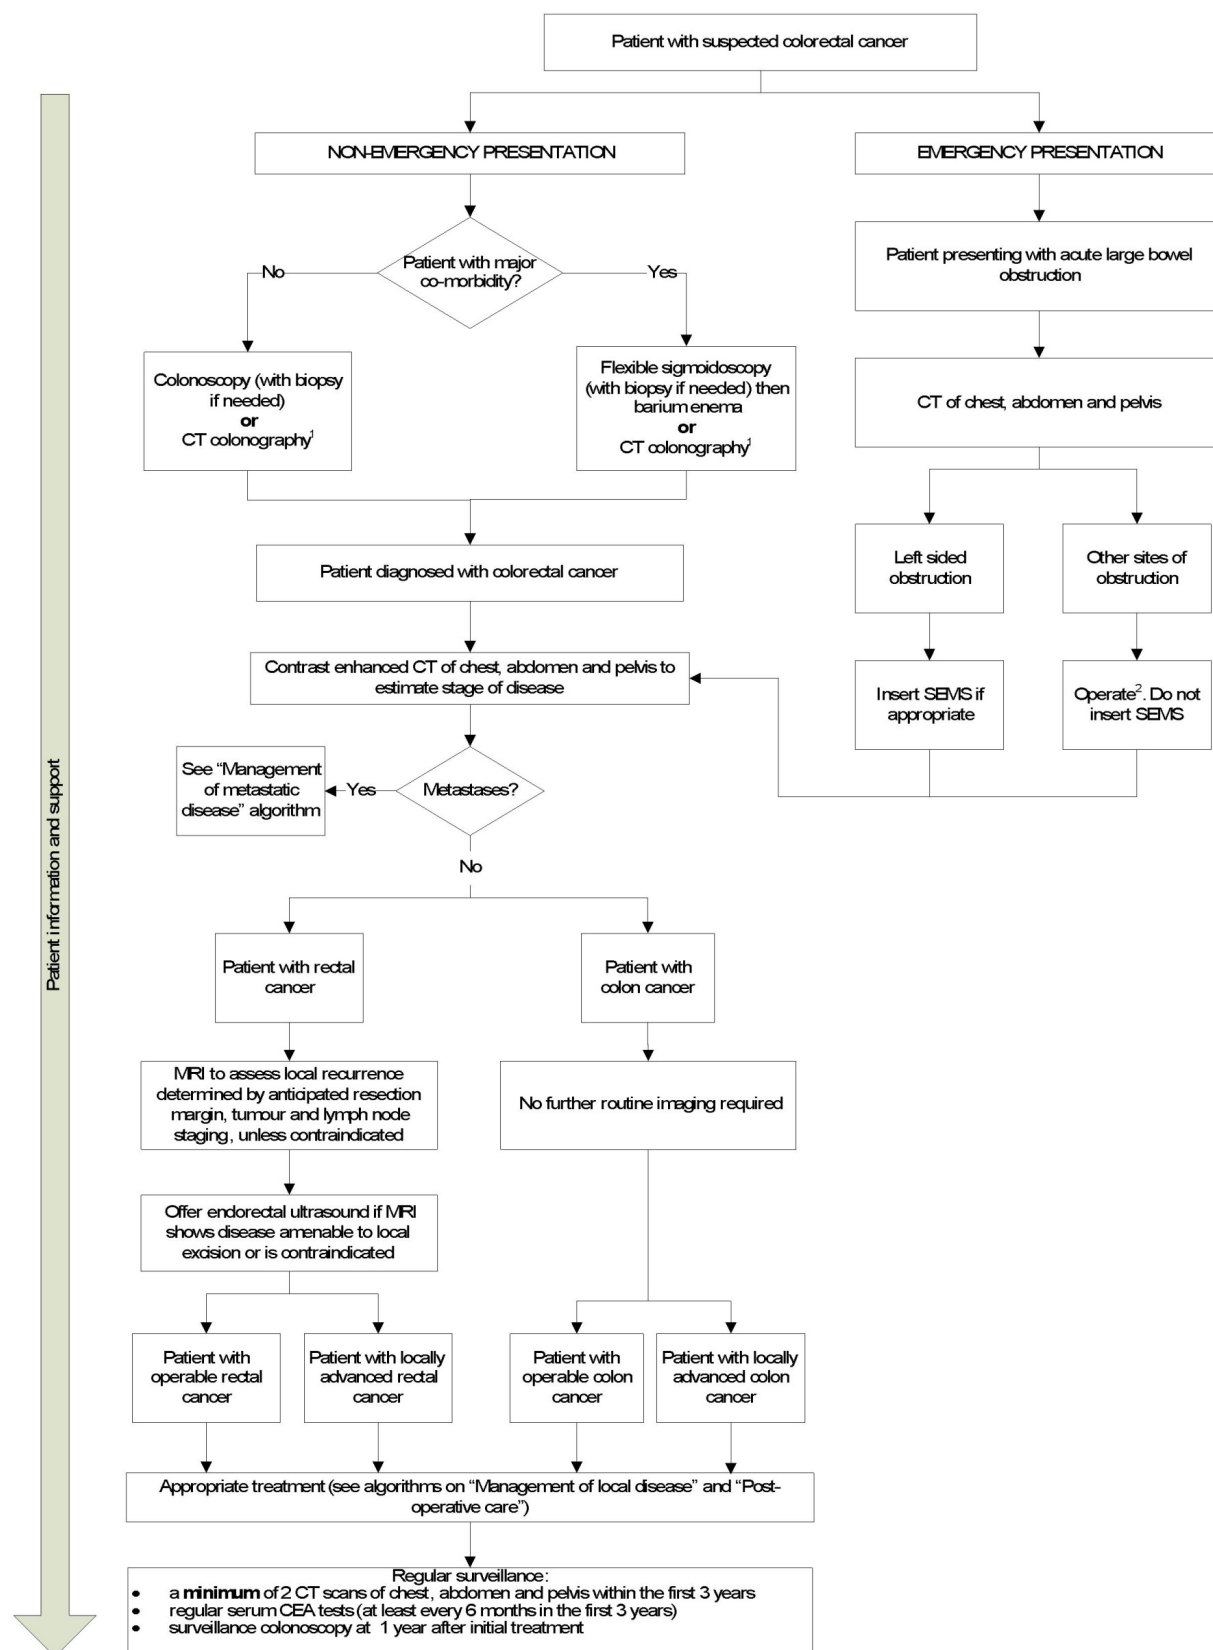 Patient with suspected colorectal cancer
NON-EMERGENCY PRESENTATION
EMERGENCY PRESENTATION
Patient with major
co-morbidity?
No
Yes
Patient presenting with acute large bowel
obstruction
Colonoscopy (with biopsy
if needed)
or
CT colonography1
Flexible sigmoidoscopy
(with biopsy if needed) then
barium enema
or
CT colonography1
CT of chest, abdomen and pelvis
Left sided
obstruction
Other sites of
obstruction
Patient diagnosed with colorectal cancer
Contrast enhanced CT of chest, abdomen and pelvis to
estimate stage of disease
Insert SEMS if
appropriate
Operate2. Do not
insert SEMS
See “Management
of metastatic
disease” algorithm
Yes
Metastases?
No
Patient information and support
Patient with rectal
cancer
Patient with
colon cancer
MRI to assess local recurrence
determined by anticipated resection
margin, tumour and lymph node
staging, unless contraindicated
No further routine imaging required
Offer endorectal ultrasound if MRI
shows disease amenable to local
excision or is contraindicated
Patient with
operable rectal
cancer
Patient with locally
advanced rectal
cancer
Patient with
operable colon
cancer
Patient with locally
advanced colon
cancer
Appropriate treatment (see algorithms on “Management of local disease” and “Post-
operative care”)
Regular surveillance:
• a minimum of 2 CT scans of chest, abdomen and pelvis within the first 3 years
• regular serum CEA tests (at least every 6 months in the first 3 years)
• surveillance colonoscopy at 1 year after initial treatment